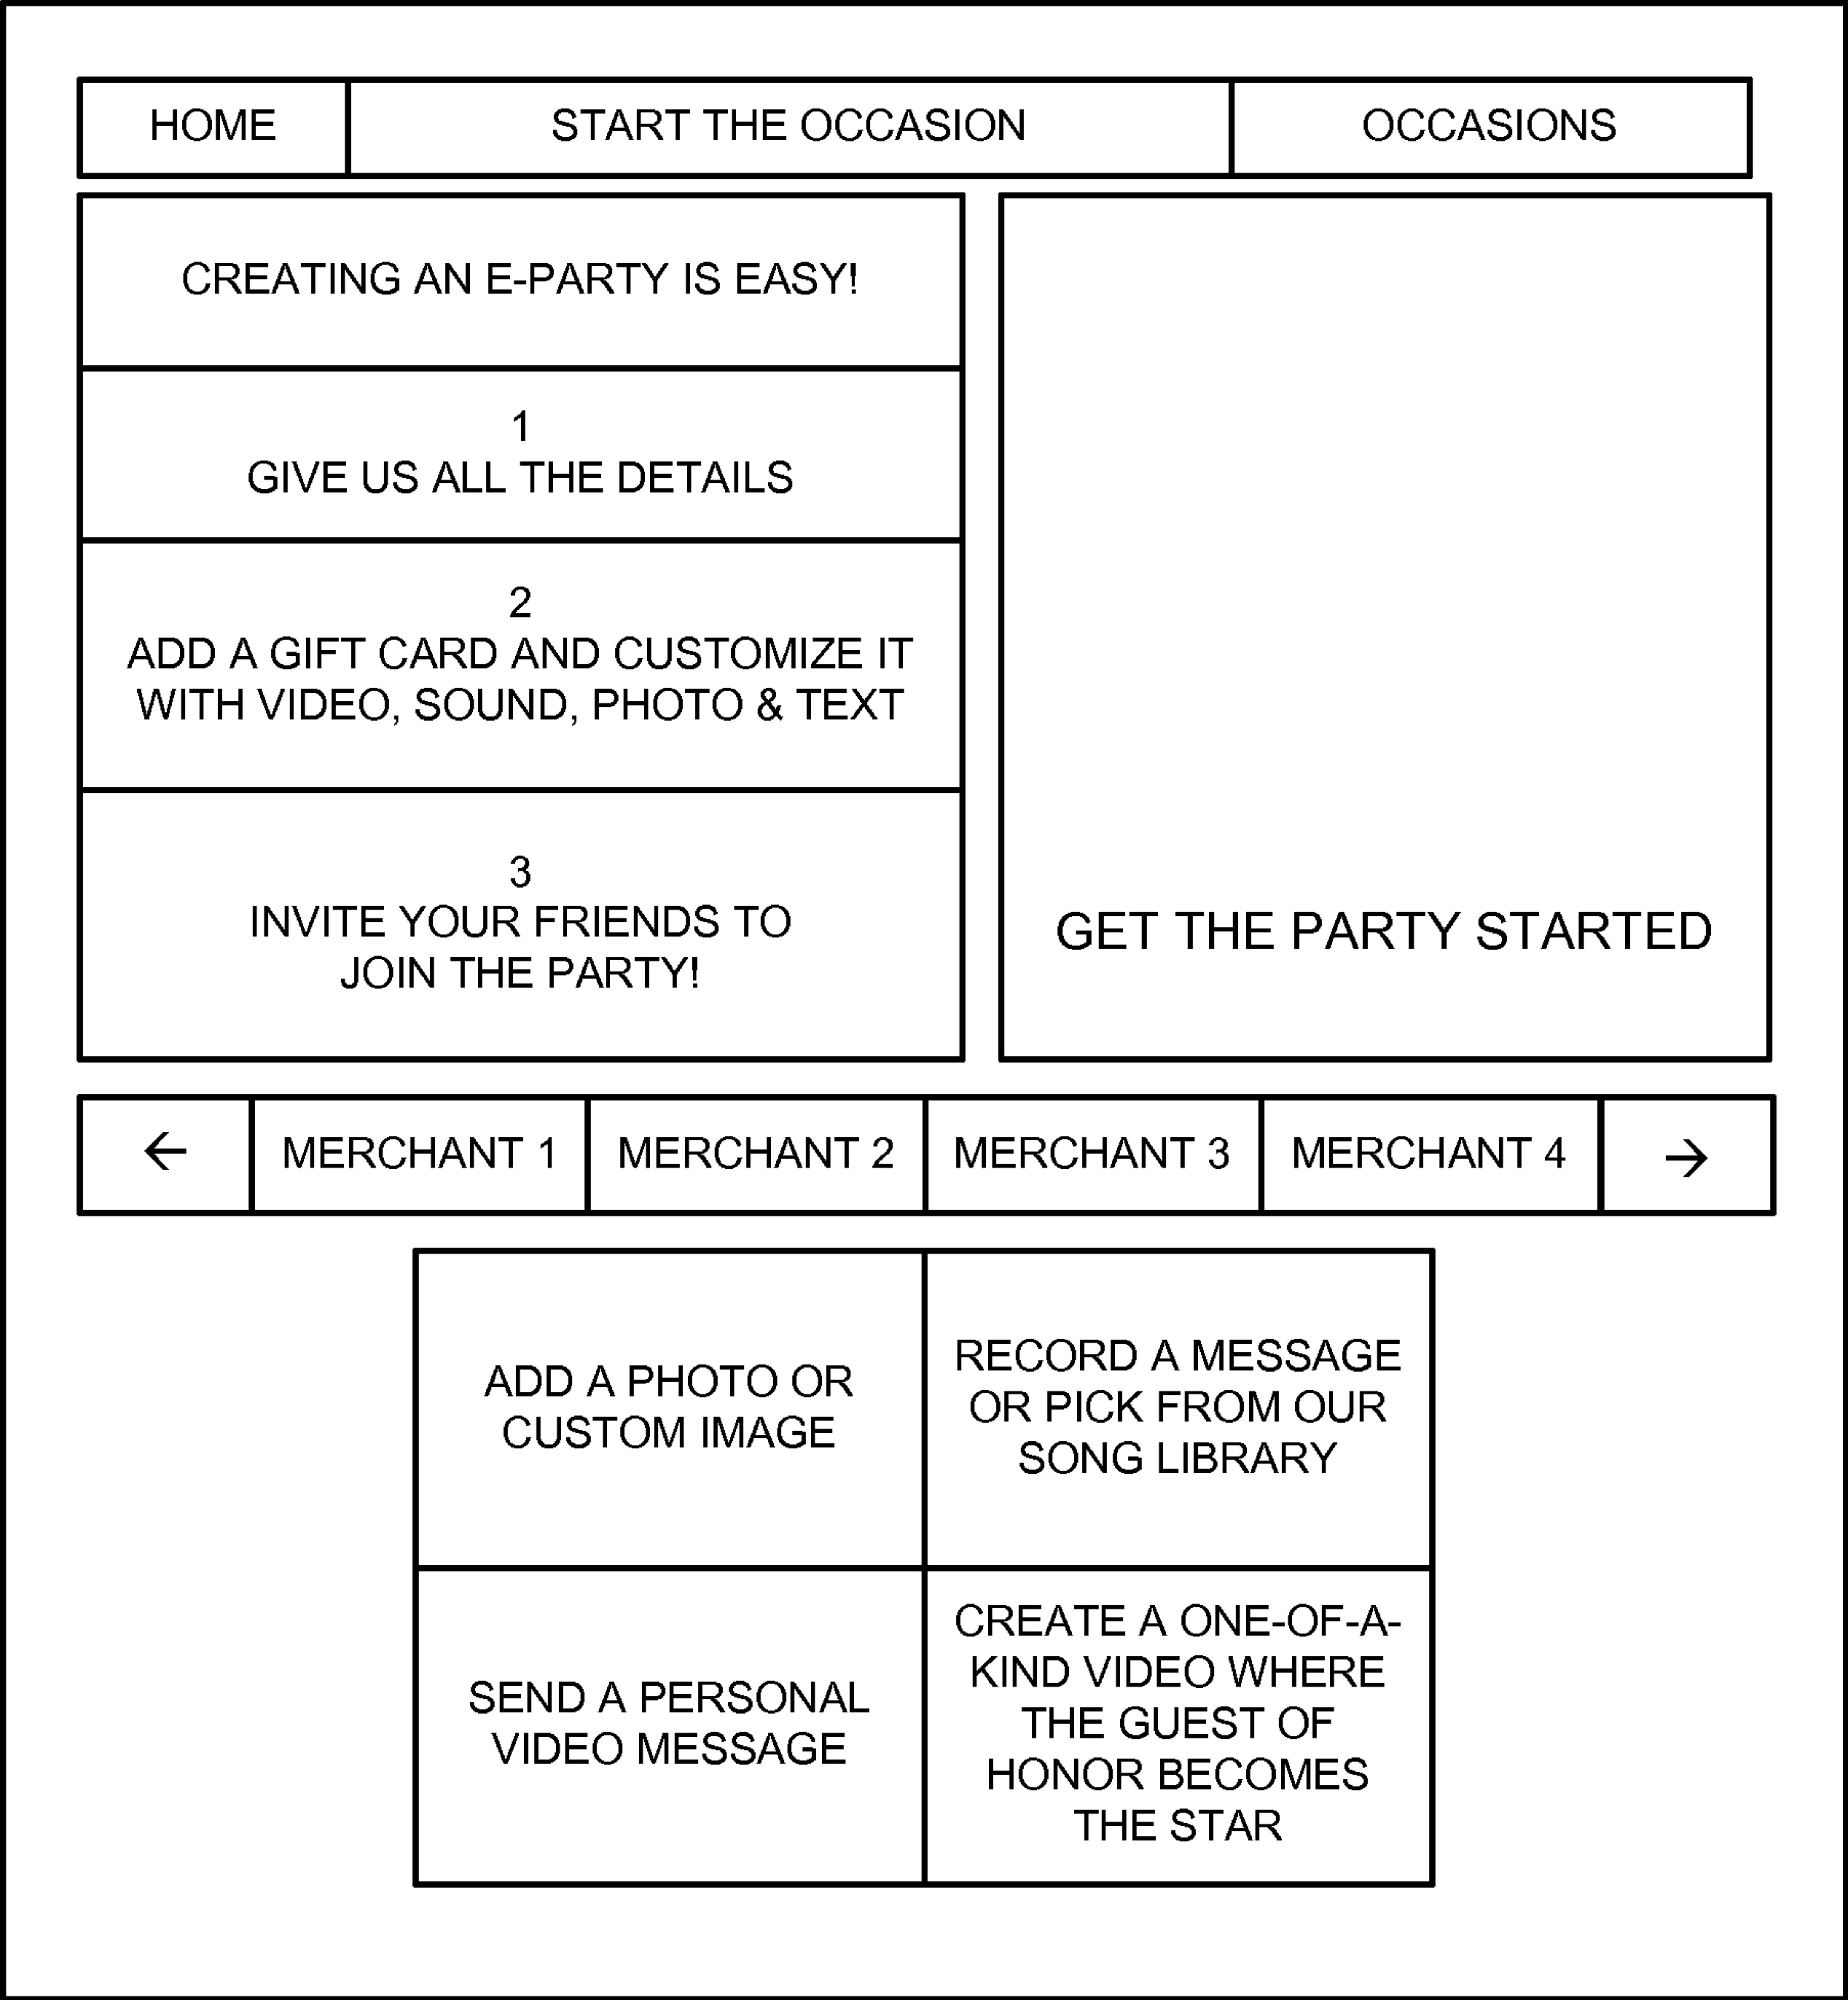 HOME
START THE OCCASION
OCCASIONS
CREATING AN E-PARTY IS EASY!
1
GIVE US ALL THE DETAILS
2
ADD A GIFT CARD AND CUSTOMIZE IT
WITH VIDEO, SOUND, PHOTO & TEXT
3
INVITE YOUR FRIENDS TO
JOIN THE PARTY!
GET THE PARTY STARTED
←
MERCHANT 1
MERCHANT 2
MERCHANT 3
MERCHANT 4
→
ADD A PHOTO OR
CUSTOM IMAGE
RECORD A MESSAGE
OR PICK FROM OUR
SONG LIBRARY
SEND A PERSONAL
VIDEO MESSAGE
CREATE A ONE-OF-A-
KIND VIDEO WHERE
THE GUEST OF
HONOR BECOMES
THE STAR